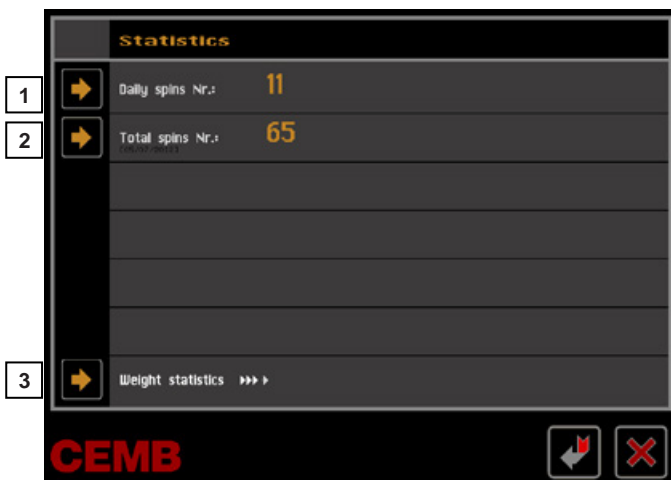 Statistics
1
Daily spins Nr.: 11
2
Total spins Nr.: 65
3
Weight statistics
CEMB